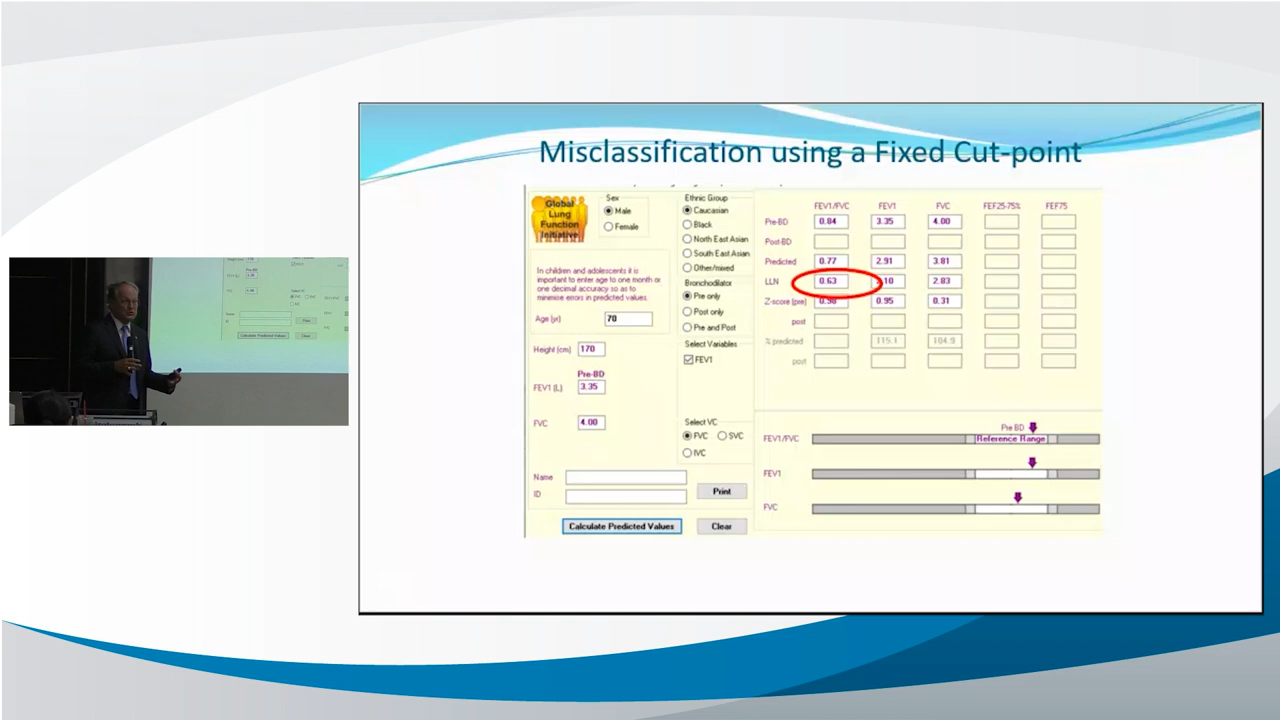 Misclassification using a Fixed Cut-point
Global
Lung
Function
Initiative
Sex
Male
Female
Ethnic Group
Caucasian
Black
North East Asian
South East Asian
Other/mixed
In children and adolescents it is
important to enter age to one month or
one decimal accuracy so as to
minimise errors in predicted values.
Age (yr) 70
Bronchodilator
Pre only
Post only
Pre and Post
Height (cm) 170
Select Variables
FEV1
Pre-BD
FEV1 (L) 3.35
FVC 4.00
Select VC
FVC SVC
IVC
Name
ID
Print
Calculate Predicted Values Clear
FEV1/FVC FEV1 FVC FEF25-75% FEF75
Pre-BD 0.84 3.35 4.00
Post-BD
Predicted 0.77 2.91 3.81
LLN 0.63 2.83
Z-score (pre) 0.98 0.95 0.31
post
% predicted 115.1 104.9
post
Pre BD
FEV1/FVC Reference Range
FEV1
FVC